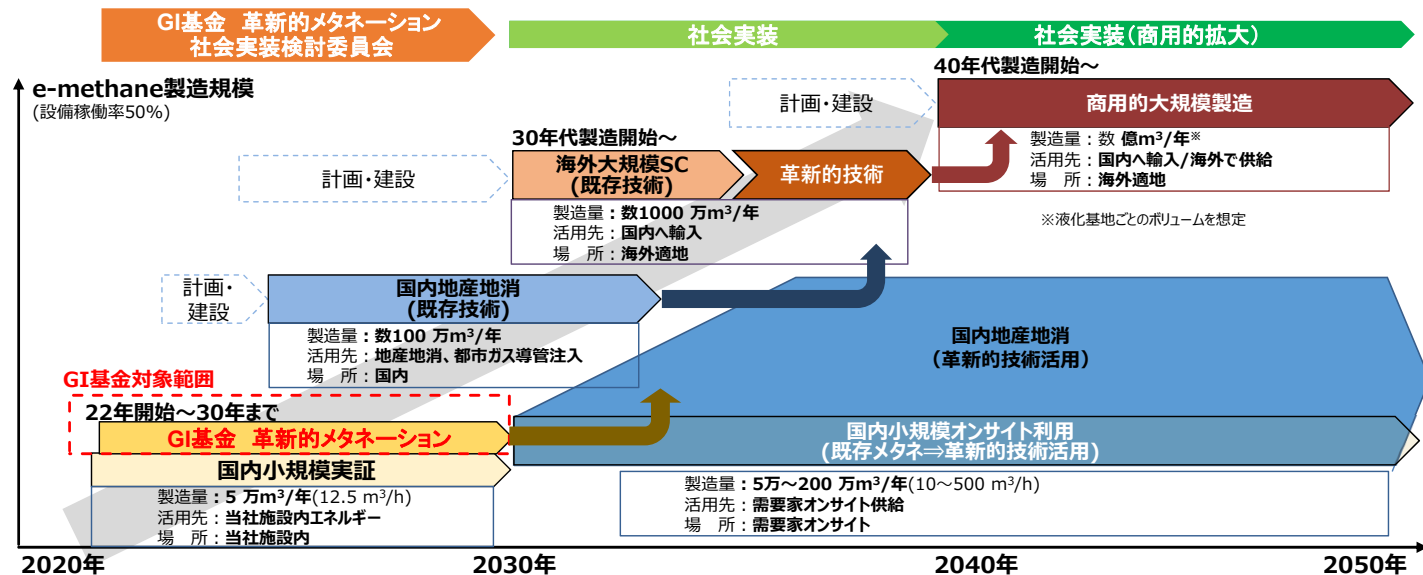 GI基金 革新的メタネーション
社会実装検討委員会
社会実装
社会実装(商用的拡大)
e-methane製造規模
(設備稼働率50%)
40年代製造開始～
計画・建設
商用的大規模製造
製造量：数 億m³/年※
活用先：国内へ輸入/海外で供給
場　所：海外適地
※液化基地ごとのボリュームを想定
30年代製造開始～
計画・建設
海外大規模SC
(既存技術)
革新的技術
製造量：数1000 万m³/年
活用先：国内へ輸入
場　所：海外適地
計画・
建設
国内地産地消
(既存技術)
製造量：数100 万m³/年
活用先：地産地消、都市ガス導管注入
場　所：国内
国内地産地消
（革新的技術活用）
GI基金対象範囲
22年開始～30年まで
GI基金 革新的メタネーション
国内小規模実証
製造量：5 万m³/年(12.5 m³/h)
活用先：当社施設内エネルギー
場　所：当社施設内
国内小規模オンサイト利用
(既存メタネ⇒革新的技術活用)
製造量：5万～200 万m³/年(10～500 m³/h)
活用先：需要家オンサイト供給
場　所：需要家オンサイト
2020年
2030年
2040年
2050年